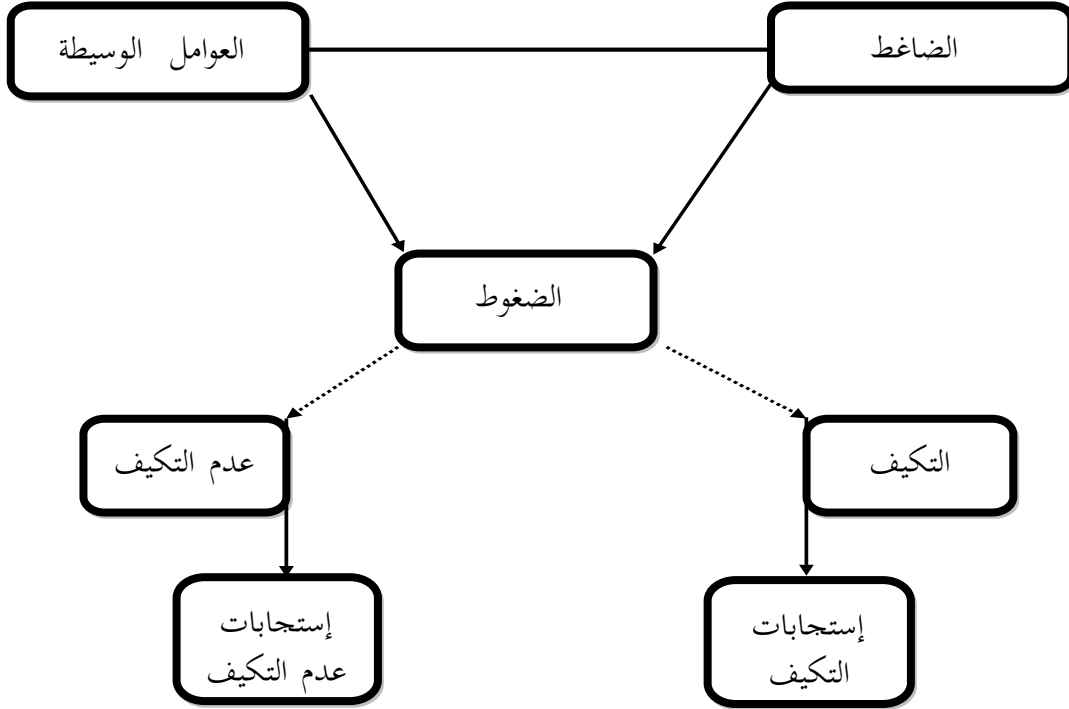 الضاغط
العوامل الوسيطة
الضغوط
التكيف
عدم التكيف
إستجابات
التكيف
إستجابات
عدم التكيف